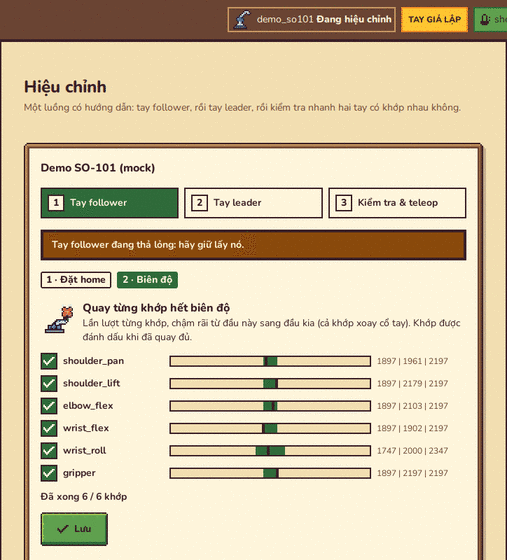 demo_so101 Đang hiệu chỉnh
TAY GIẢ LẬP
Hiệu chỉnh
Một luồng có hướng dẫn: tay follower, rồi tay leader, rồi kiểm tra nhanh hai tay có khớp nhau không.
Demo SO-101 (mock)
1 Tay follower
2 Tay leader
3 Kiểm tra & teleop
Tay follower đang thả lỏng: hãy giữ lấy nó.
1 · Đặt home
2 · Biên độ
Quay từng khớp hết biên độ
Lần lượt từng khớp, chậm rãi từ đầu này sang đầu kia (cả khớp xoay cổ tay). Khớp được
đánh dấu khi đã quay đủ.
shoulder_pan 1897 | 1961 | 2197
shoulder_lift 1897 | 2179 | 2197
elbow_flex 1897 | 2103 | 2197
wrist_flex 1897 | 1902 | 2197
wrist_roll 1747 | 2000 | 2347
gripper 1897 | 2197 | 2197
Đã xong 6 / 6 khớp
Lưu